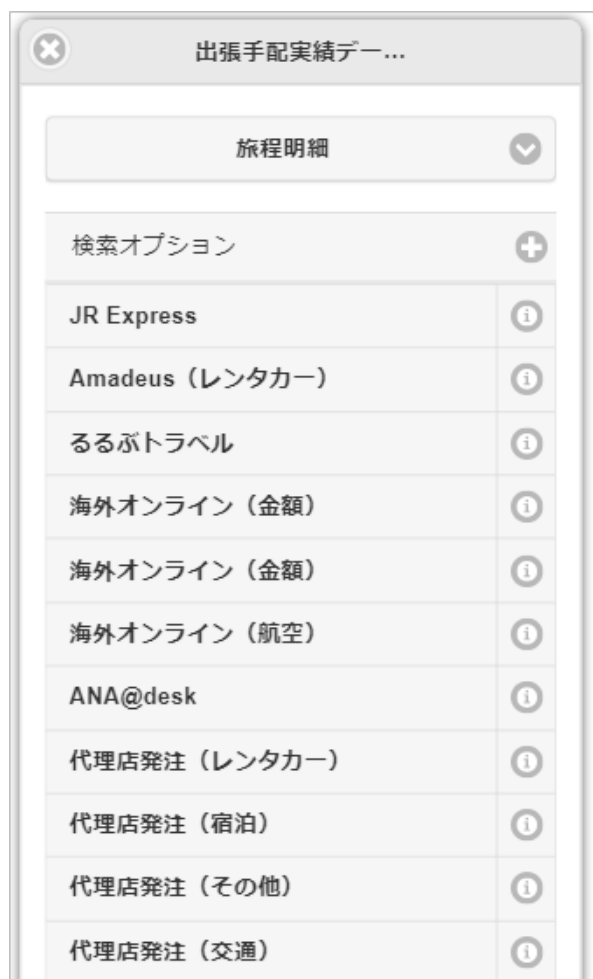 出張手配実績デー...
旅程明細
検索オプション
JR Express
Amadeus（レンタカー）
るるぶトラベル
海外オンライン（金額）
海外オンライン（金額）
海外オンライン（航空）
ANA@desk
代理店発注（レンタカー）
代理店発注（宿泊）
代理店発注（その他）
代理店発注（交通）